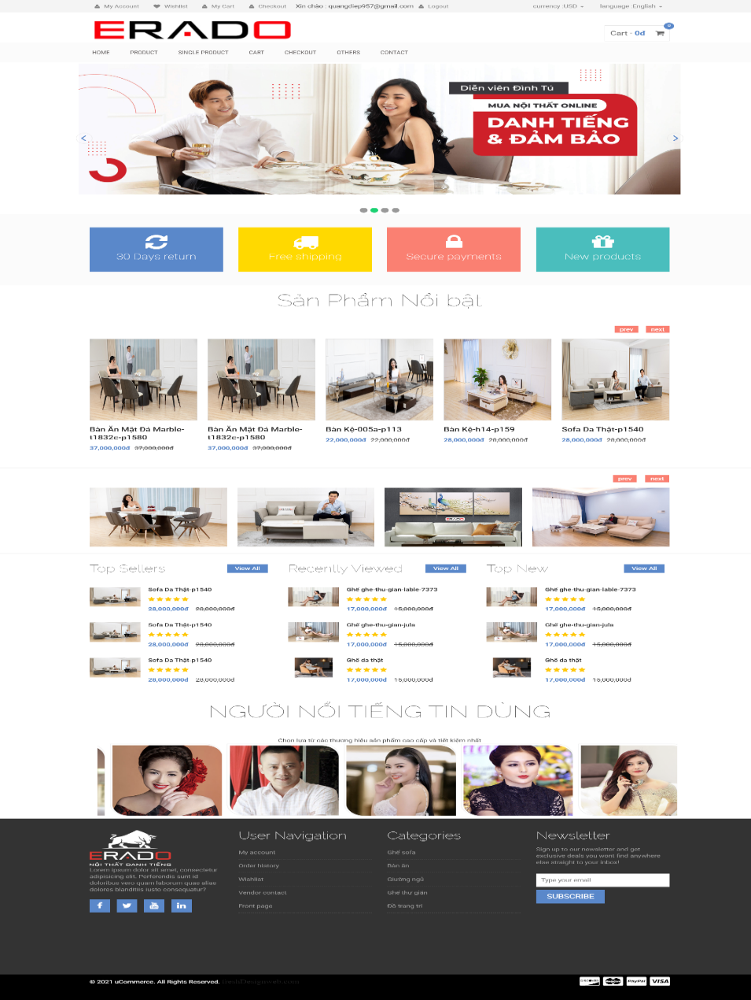 My Account
Wishlist
My Cart
Checkout
Xin chào : quangdiep957@gmail.com
Logout
currency :USD
language :English
ERADO
Cart - 0đ
0
HOME
PRODUCT
SINGLE PRODUCT
CART
CHECKOUT
OTHERS
CONTACT
Diễn viên Đình Tú
MUA NỘI THẤT ONLINE
DANH TIẾNG
& ĐẢM BẢO
<
>
30 Days return
Free shipping
Secure payments
New products
Sản Phẩm Nổi bật
prev
next
Bàn Ăn Mặt Đá Marble-
t1832c-p1580
37,000,000đ 37,000,000đ
Bàn Ăn Mặt Đá Marble-
t1832c-p1580
37,000,000đ 37,000,000đ
Bàn Kệ-005a-p113
22,000,000đ 22,000,000đ
Bàn Kệ-h14-p159
28,000,000đ 28,000,000đ
Sofa Da Thật-p1540
28,000,000đ 28,000,000đ
prev
next
ERADO
Top Sellers
View All
Sofa Da Thật-p1540
28,000,000đ 28,000,000đ
Sofa Da Thật-p1540
28,000,000đ 28,000,000đ
Sofa Da Thật-p1540
28,000,000đ 28,000,000đ
Recently Viewed
View All
Ghế ghe-thu-gian-lable-7373
17,000,000đ 15,000,000đ
Ghế ghe-thu-gian-jula
17,000,000đ 15,000,000đ
Ghế da thật
17,000,000đ 15,000,000đ
Top New
View All
Ghế ghe-thu-gian-lable-7373
17,000,000đ 15,000,000đ
Ghế ghe-thu-gian-jula
17,000,000đ 15,000,000đ
Ghế da thật
17,000,000đ 15,000,000đ
NGƯỜI NỔI TIẾNG TIN DÙNG
Chọn lựa từ các thương hiệu sản phẩm cao cấp và tiết kiệm nhất
ERADO
NỘI THẤT DANH TIẾNG
Lorem ipsum dolor sit amet, consectetur
adipisicing elit. Perferendis sunt id
doloribus vero quam laborum quas alias
dolores blanditiis iusto consequatur?
User Navigation
My account
Order history
Wishlist
Vendor contact
Front page
Categories
Ghế sofa
Bàn ăn
Giường ngủ
Ghế thư giãn
Đồ trang trí
Newsletter
Sign up to our newsletter and get
exclusive deals you wont find anywhere
else straight to your inbox!
Type your email
SUBSCRIBE
© 2021 uCommerce. All Rights Reserved. freshDesignweb.com
DISCOVER
PayPal
VISA